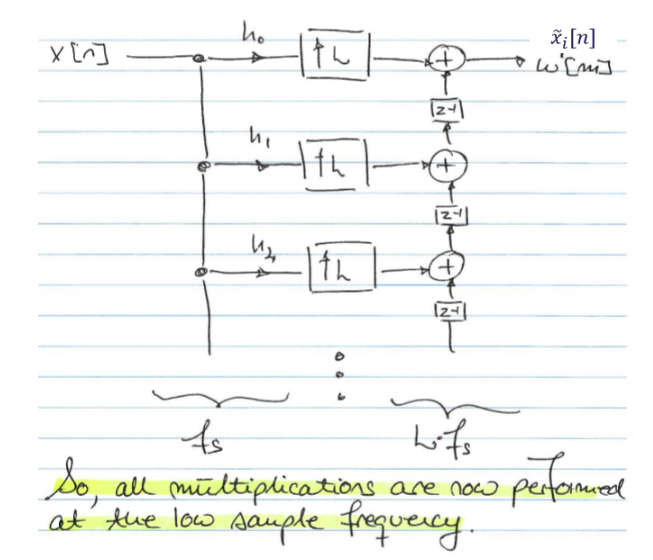 x̃ᵢ[n]
x[n] h₀ ↑L + w[m]
z⁻¹
h₁ ↑L +
z⁻¹
h₂ ↑L +
z⁻¹
fs L·fs
So, all multiplications are now performed
at the low sample frequency.